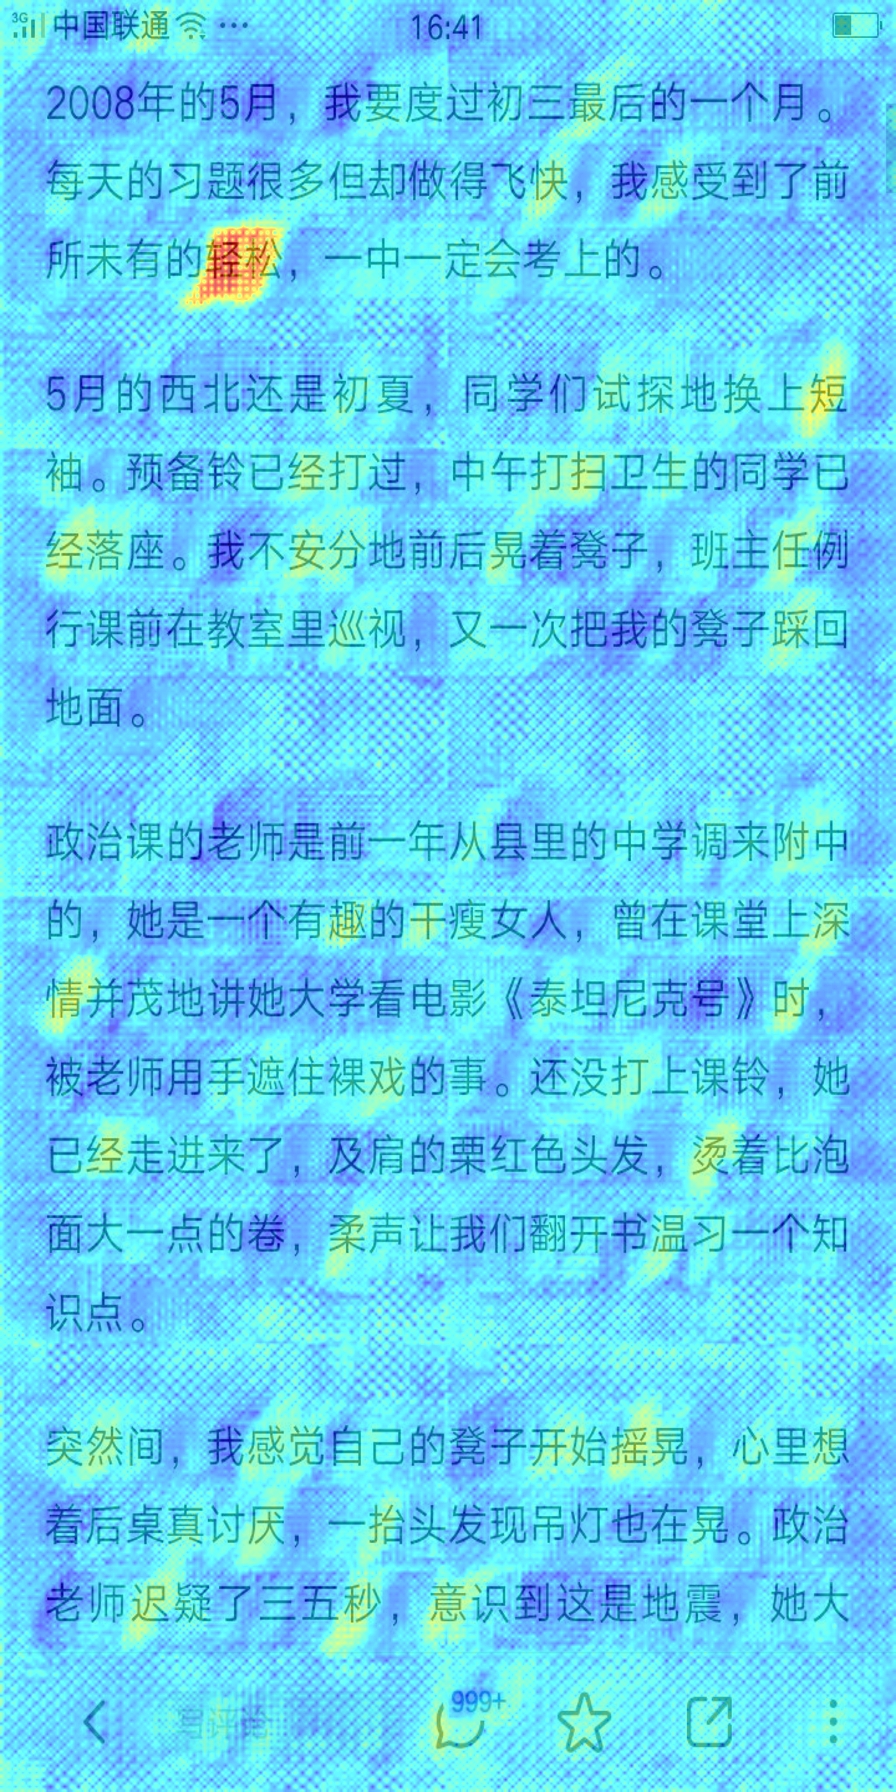 3G 中国联通 ··· 16:41
2008年的5月，我要度过初三最后的一个月。
每天的习题很多但却做得飞快，我感受到了前
所未有的轻松，一中一定会考上的。
5月的西北还是初夏，同学们试探地换上短
袖。预备铃已经打过，中午打扫卫生的同学已
经落座。我不安分地前后晃着凳子，班主任例
行课前在教室里巡视，又一次把我的凳子踩回
地面。
政治课的老师是前一年从县里的中学调来附中
的，她是一个有趣的干瘦女人，曾在课堂上深
情并茂地讲她大学看电影《泰坦尼克号》时，
被老师用手遮住裸戏的事。还没打上课铃，她
已经走进来了，及肩的栗红色头发，烫着比泡
面大一点的卷，柔声让我们翻开书温习一个知
识点。
突然间，我感觉自己的凳子开始摇晃，心里想
着后桌真讨厌，一抬头发现吊灯也在晃。政治
老师迟疑了三五秒，意识到这是地震，她大
写评论 999+